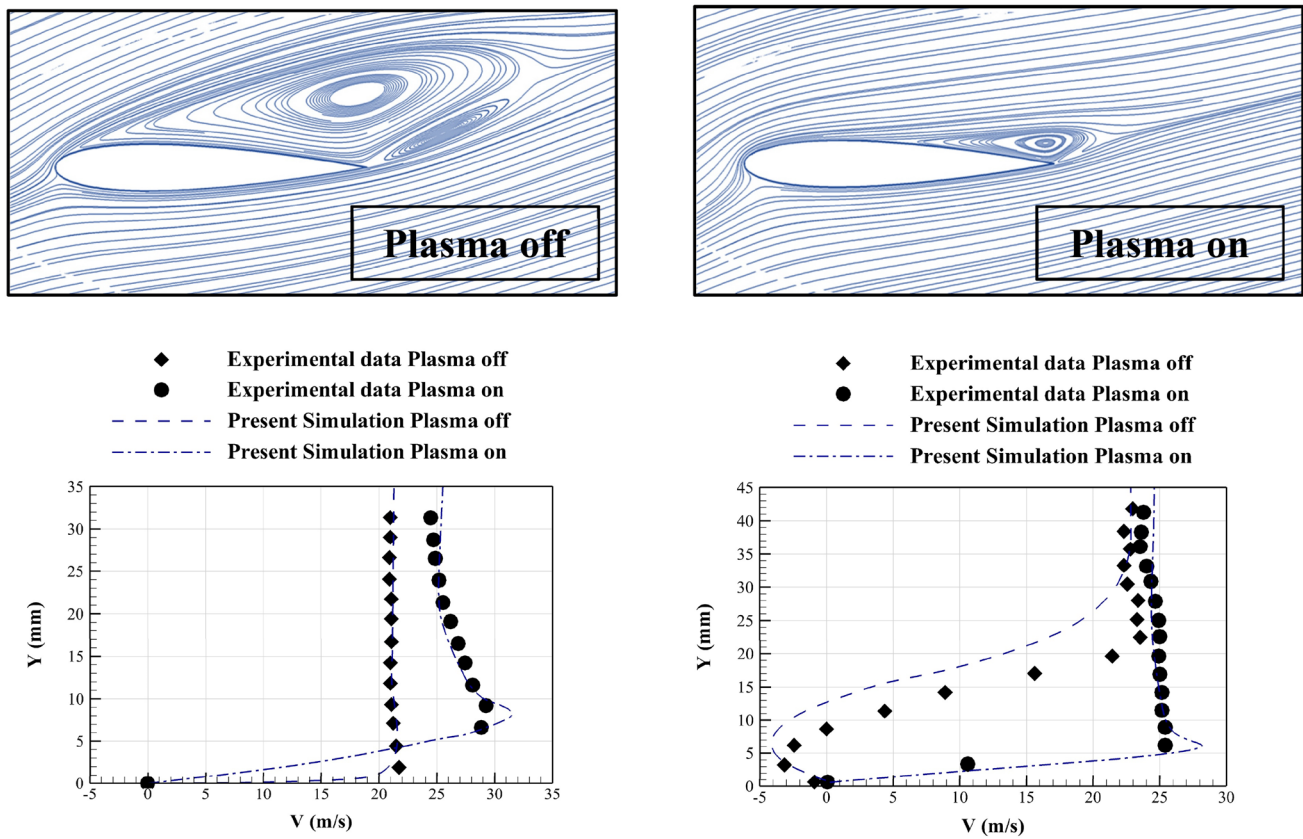 Plasma off
Plasma on
Experimental data Plasma off
Experimental data Plasma on
Present Simulation Plasma off
Present Simulation Plasma on
35
30
25
20
15
10
5
0
Y (mm)
-5
0
5
10
15
20
25
30
35
V (m/s)
Experimental data Plasma off
Experimental data Plasma on
Present Simulation Plasma off
Present Simulation Plasma on
45
40
35
30
25
20
15
10
5
0
Y (mm)
-5
0
5
10
15
20
25
30
V (m/s)